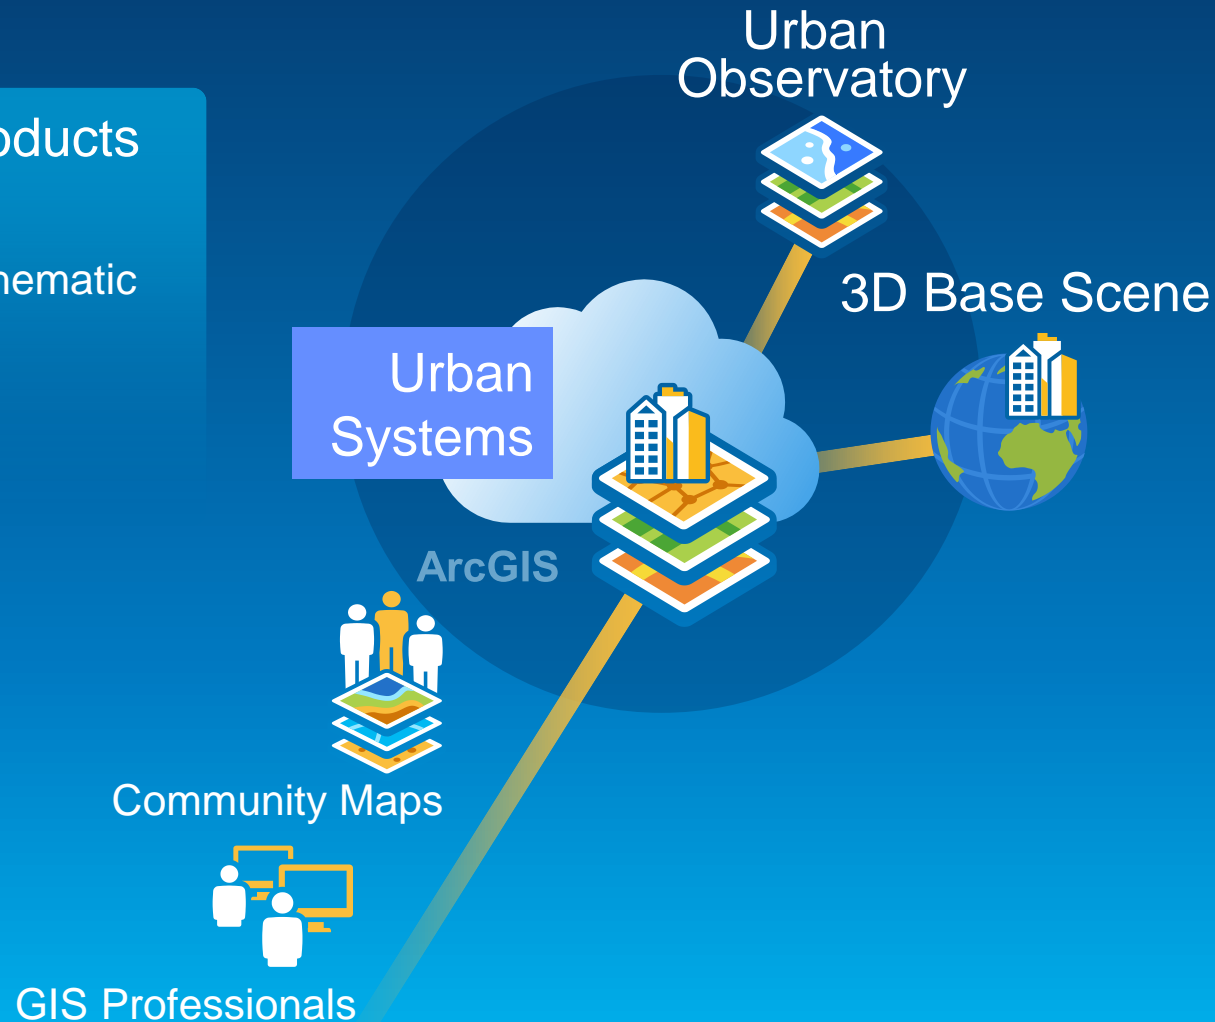 Urban
Observatory
oducts
hematic
3D Base Scene
Urban
Systems
ArcGIS
Community Maps
GIS Professionals